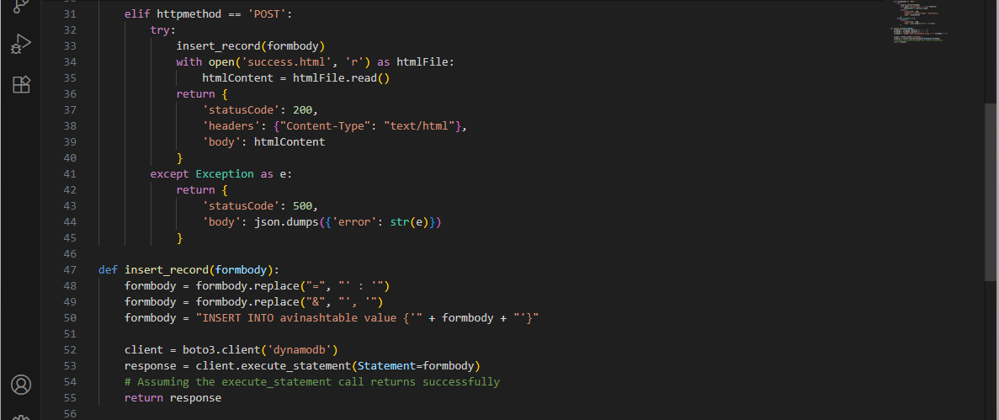 31 elif httpmethod == 'POST':
32 try:
33 insert_record(formbody)
34 with open('success.html', 'r') as htmlFile:
35 htmlContent = htmlFile.read()
36 return {
37 'statusCode': 200,
38 'headers': {"Content-Type": "text/html"},
39 'body': htmlContent
40 }
41 except Exception as e:
42 return {
43 'statusCode': 500,
44 'body': json.dumps({'error': str(e)})
45 }
46
47 def insert_record(formbody):
48 formbody = formbody.replace("=", "' : '")
49 formbody = formbody.replace("&", "', '")
50 formbody = "INSERT INTO avinashtable value {'" + formbody + "'}"
51
52 client = boto3.client('dynamodb')
53 response = client.execute_statement(Statement=formbody)
54 # Assuming the execute_statement call returns successfully
55 return response
56